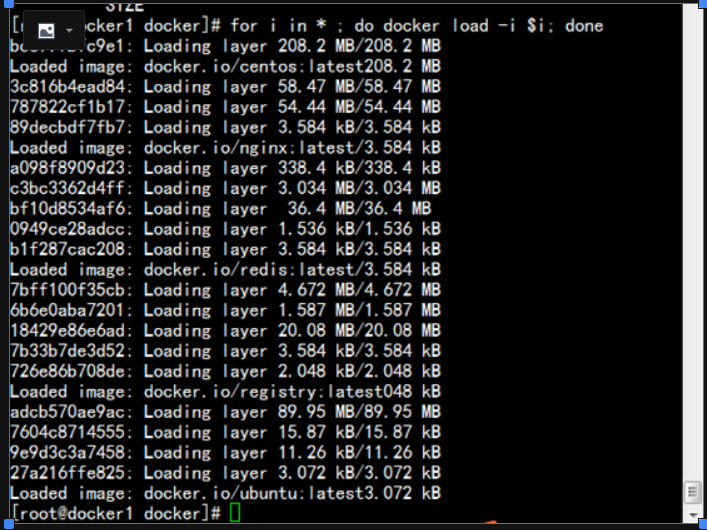 SIZE
cker1 docker]# for i in * ; do docker load -i $i; done
c9e1: Loading layer 208.2 MB/208.2 MB
Loaded image: docker.io/centos:latest208.2 MB
3c816b4ead84: Loading layer 58.47 MB/58.47 MB
787822cf1b17: Loading layer 54.44 MB/54.44 MB
89decbdf7fb7: Loading layer 3.584 kB/3.584 kB
Loaded image: docker.io/nginx:latest/3.584 kB
a098f8909d23: Loading layer 338.4 kB/338.4 kB
c3bc3362d4ff: Loading layer 3.034 MB/3.034 MB
bf10d8534af6: Loading layer  36.4 MB/36.4 MB
0949ce28adcc: Loading layer 1.536 kB/1.536 kB
b1f287cac208: Loading layer 3.584 kB/3.584 kB
Loaded image: docker.io/redis:latest/3.584 kB
7bff100f35cb: Loading layer 4.672 MB/4.672 MB
6b6e0aba7201: Loading layer 1.587 MB/1.587 MB
18429e86e6ad: Loading layer 20.08 MB/20.08 MB
7b33b7de3d52: Loading layer 3.584 kB/3.584 kB
726e86b708de: Loading layer 2.048 kB/2.048 kB
Loaded image: docker.io/registry:latest048 kB
adcb570ae9ac: Loading layer 89.95 MB/89.95 MB
7604c8714555: Loading layer 15.87 kB/15.87 kB
9e9d3c3a7458: Loading layer 11.26 kB/11.26 kB
27a216ffe825: Loading layer 3.072 kB/3.072 kB
Loaded image: docker.io/ubuntu:latest3.072 kB
[root@docker1 docker]#